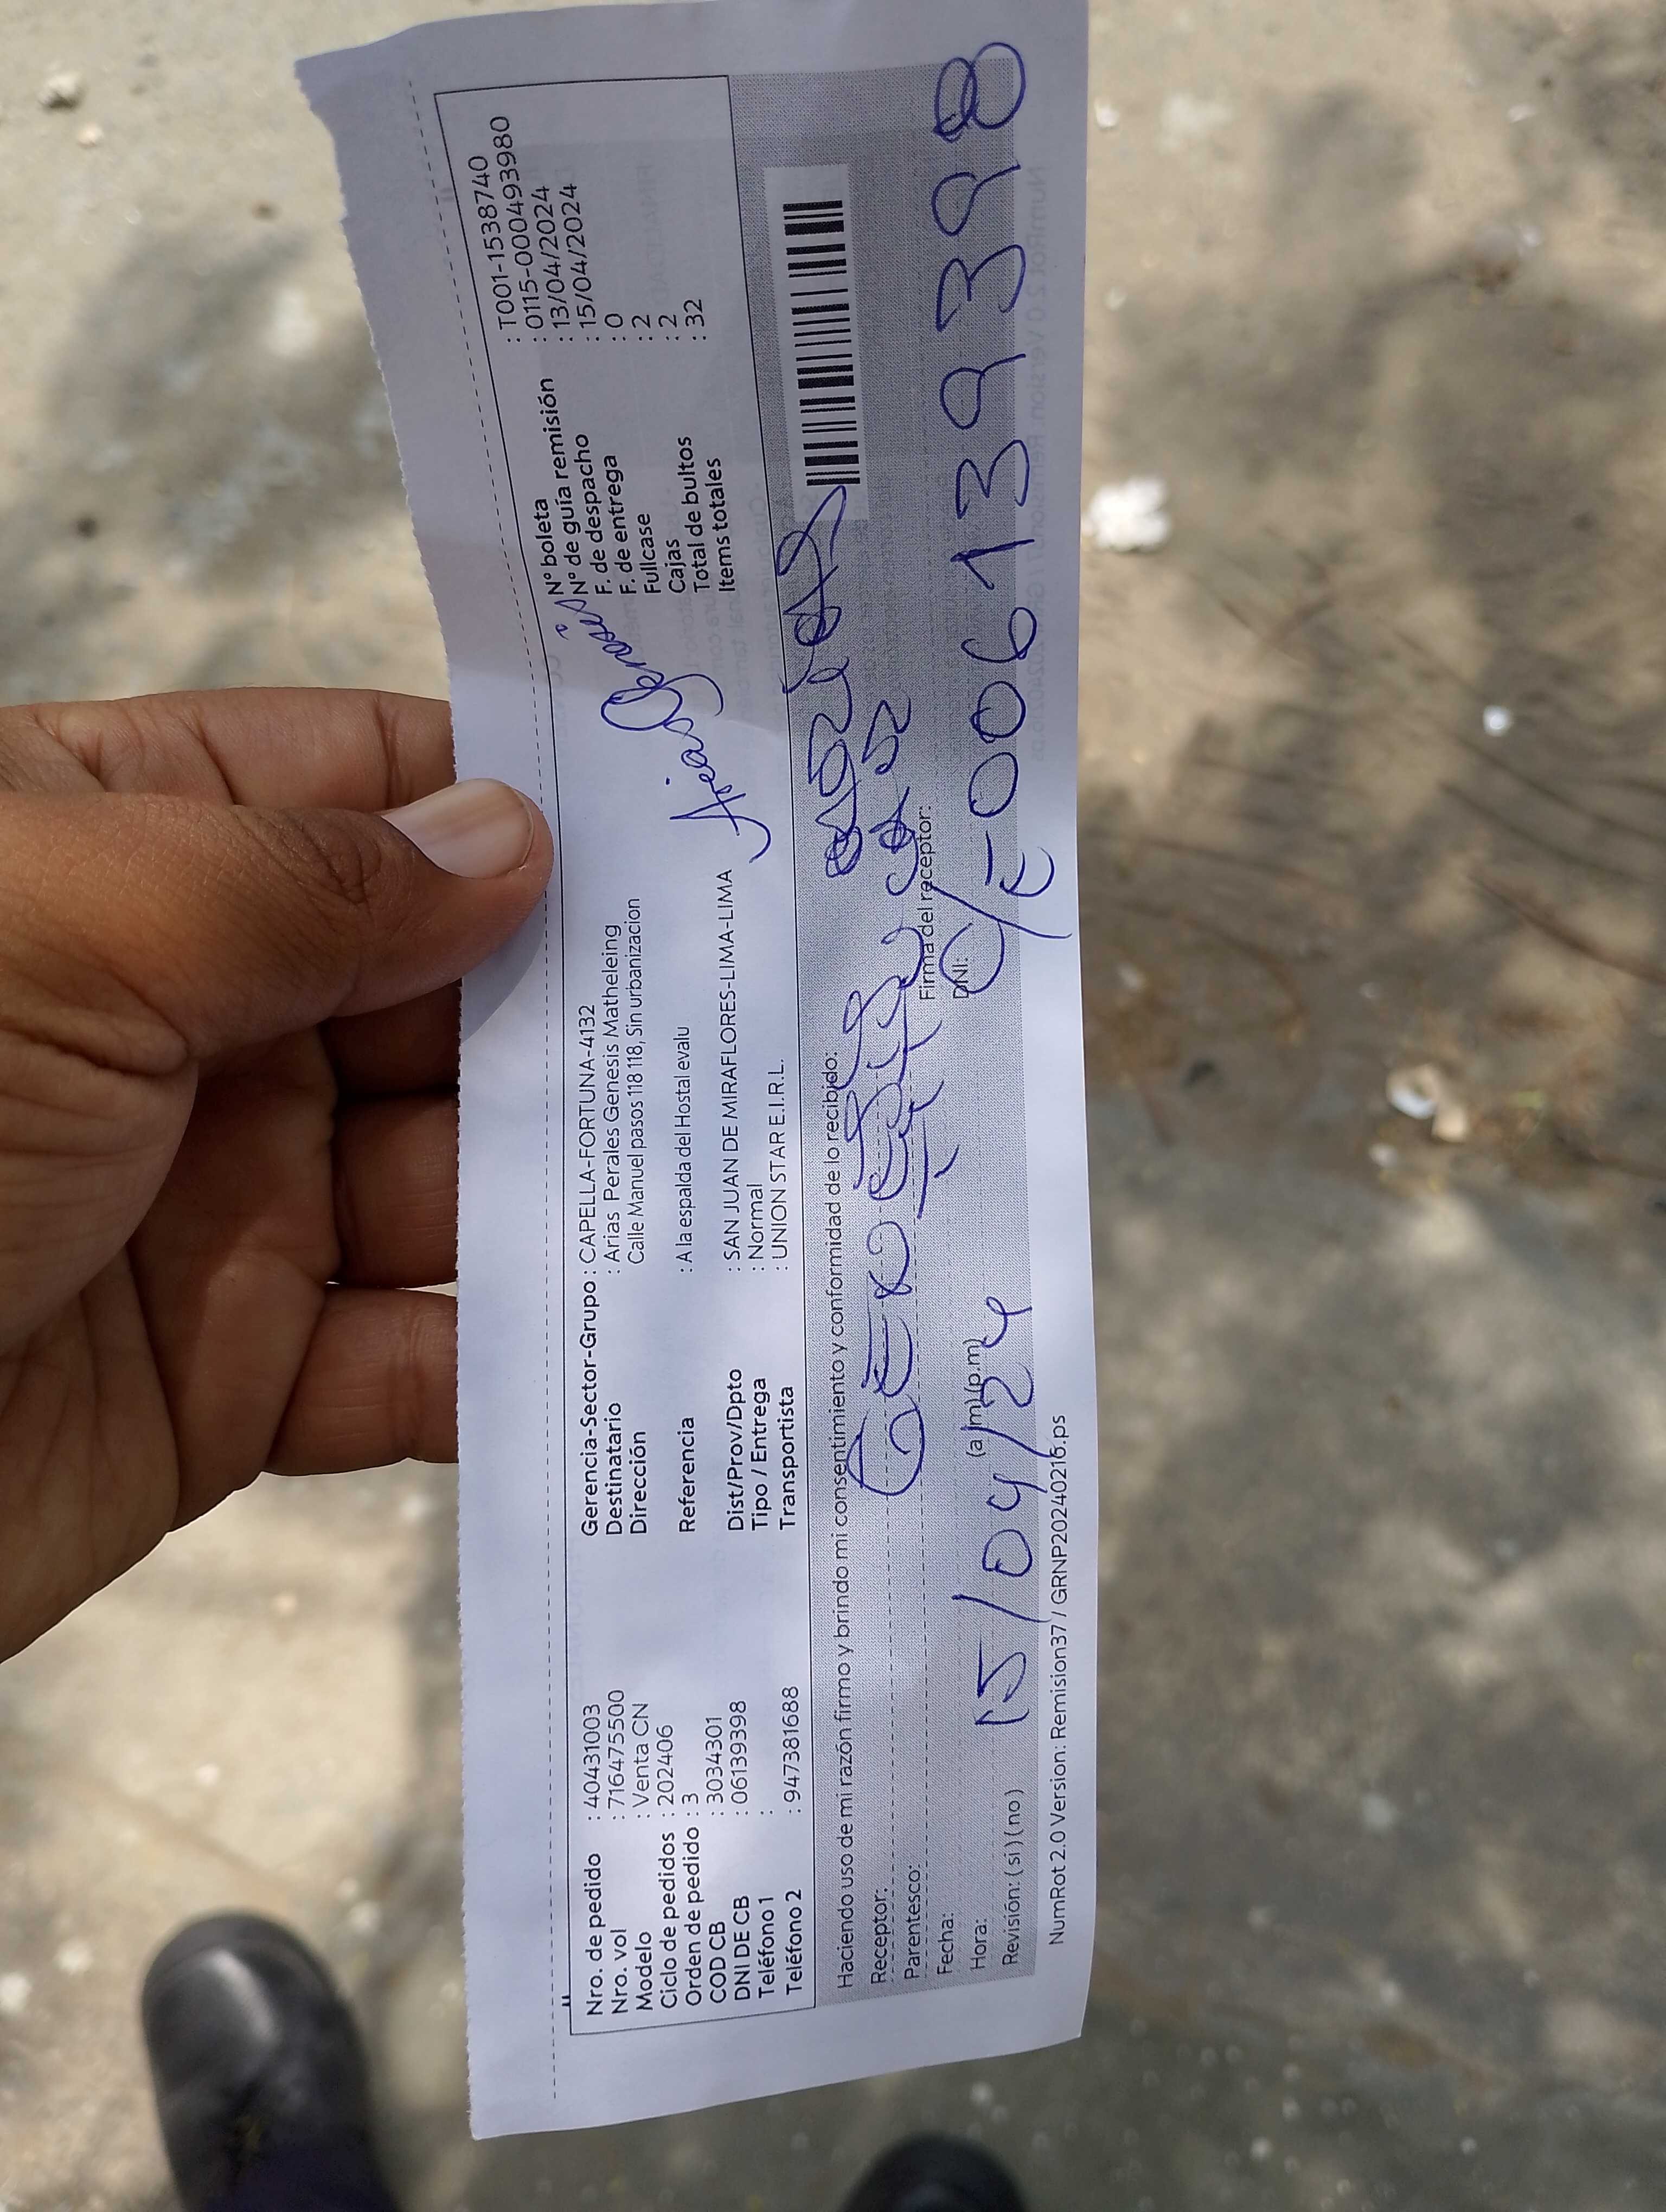 Nro. de pedido : 40431003
Nro. vol : 716475500
Modelo : Venta CN
Ciclo de pedidos : 202406
Orden de pedido : 3
COD CB : 3034301
DNI DE CB : 06139398
Teléfono 1 :
Teléfono 2 : 947381688
Gerencia-Sector-Grupo : CAPELLA-FORTUNA-4132
Destinatario : Arias Perales Genesis Matheleing
Dirección Calle Manuel pasos 118 118, Sin urbanizacion
Referencia : A la espalda del Hostal evalu
Dist/Prov/Dpto : SAN JUAN DE MIRAFLORES-LIMA-LIMA
Tipo / Entrega : Normal
Transportista : UNION STAR E.I.R.L.
Arias Genesis
Nº boleta : T001-1538740
Nº de guía remisión : 0115-0000493980
F. de despacho : 13/04/2024
F. de entrega : 15/04/2024
Fullcase : 0
Cajas : 2
Total de bultos : 2
Items totales : 32
Haciendo uso de mi razón firmo y brindo mi consentimiento y conformidad de lo recibido:
Receptor:
Parentesco:
Firma del receptor:
Fecha: 15/04/24
DNI: C/E-006139398
Hora: (a.m)(p.m)
Revisión: ( si ) ( no )
NumRot 2.0 Version: Remision37 / GRNP20240216.ps